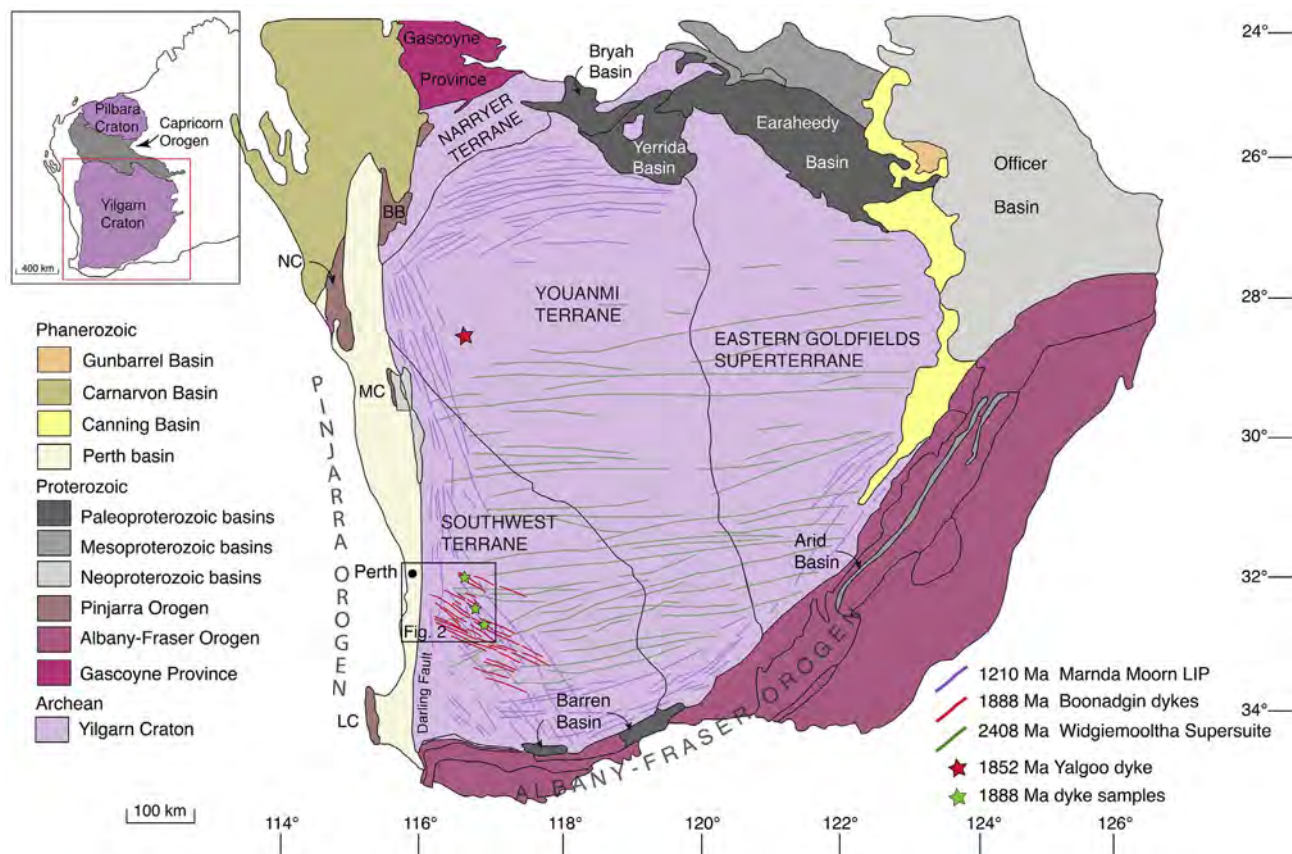 Pilbara
Craton
Capricorn
Orogen
Yilgarn
Craton
400 km
Phanerozoic
Gunbarrel Basin
Carnarvon Basin
Canning Basin
Perth basin
Proterozoic
Paleoproterozoic basins
Mesoproterozoic basins
Neoproterozoic basins
Pinjarra Orogen
Albany-Fraser Orogen
Gascoyne Province
Archean
Yilgarn Craton
100 km
Gascoyne
Province
Bryah
Basin
NARRYER
TERRANE
Yerrida
Basin
Earaheedy
Basin
Officer
Basin
BB
NC
YOUANMI
TERRANE
EASTERN GOLDFIELDS
SUPERTERRANE
MC
PINJARRA OROGEN
SOUTHWEST
TERRANE
Arid
Basin
Perth
Fig. 2
Darling Fault
LC
Barren
Basin
ALBANY-FRASER OROGEN
1210 Ma Marnda Moorn LIP
1888 Ma Boonadgin dykes
2408 Ma Widgiemooltha Supersuite
1852 Ma Yalgoo dyke
1888 Ma dyke samples
24°
26°
28°
30°
32°
34°
114° 116° 118° 120° 122° 124° 126°